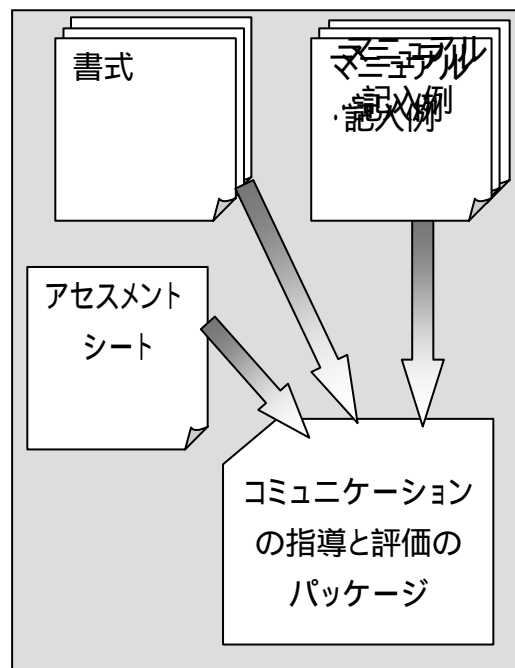 書式
マニュアル
記入例
アセスメント
シート
コミュニケーション
の指導と評価の
パッケージ